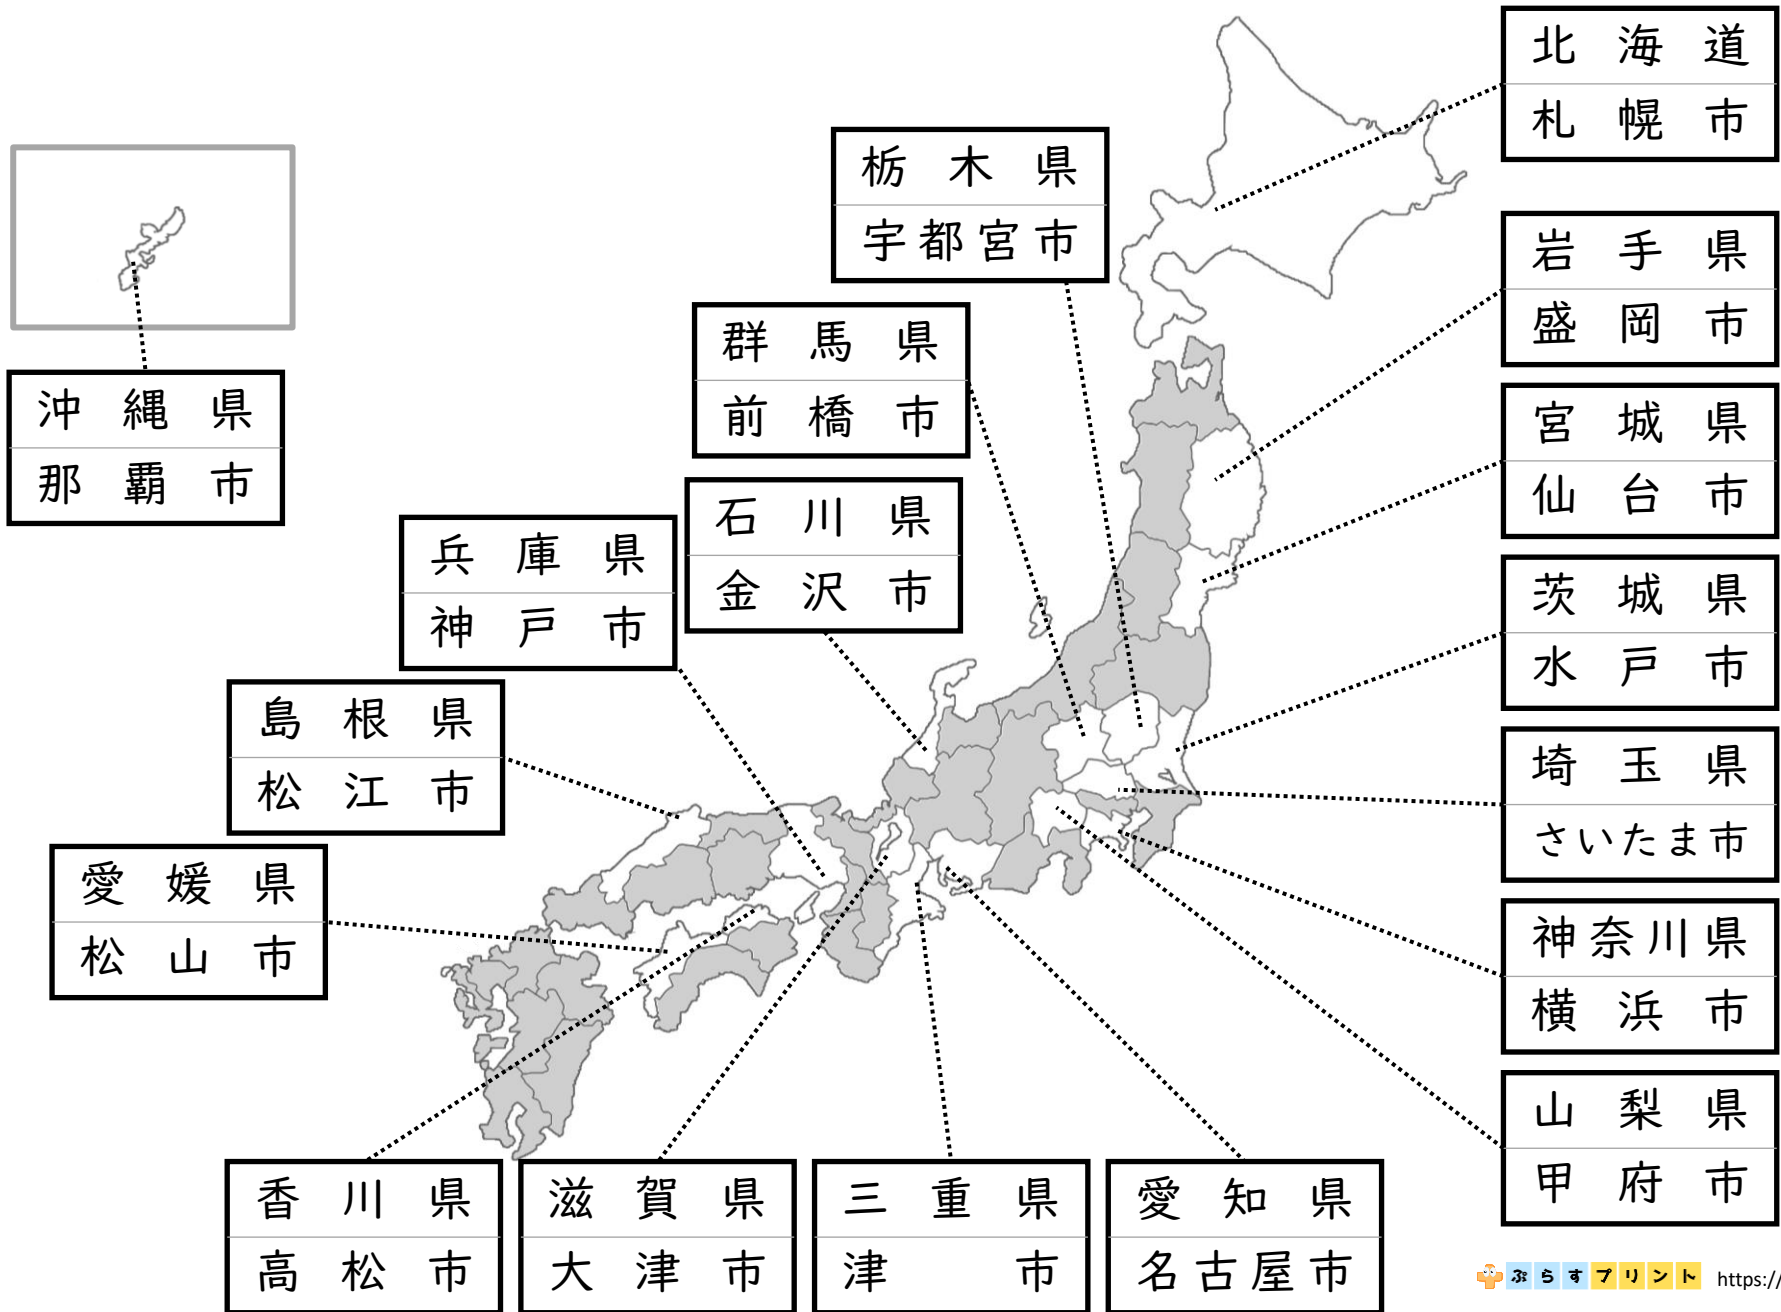 北海道
札幌市
栃木県
宇都宮市
岩手県
盛岡市
群馬県
前橋市
沖縄県
那覇市
宮城県
仙台市
石川県
金沢市
兵庫県
神戸市
茨城県
水戸市
島根県
松江市
埼玉県
さいたま市
愛媛県
松山市
神奈川県
横浜市
山梨県
甲府市
香川県
高松市
滋賀県
大津市
三重県
津市
愛知県
名古屋市
ぷらすプリント https:/